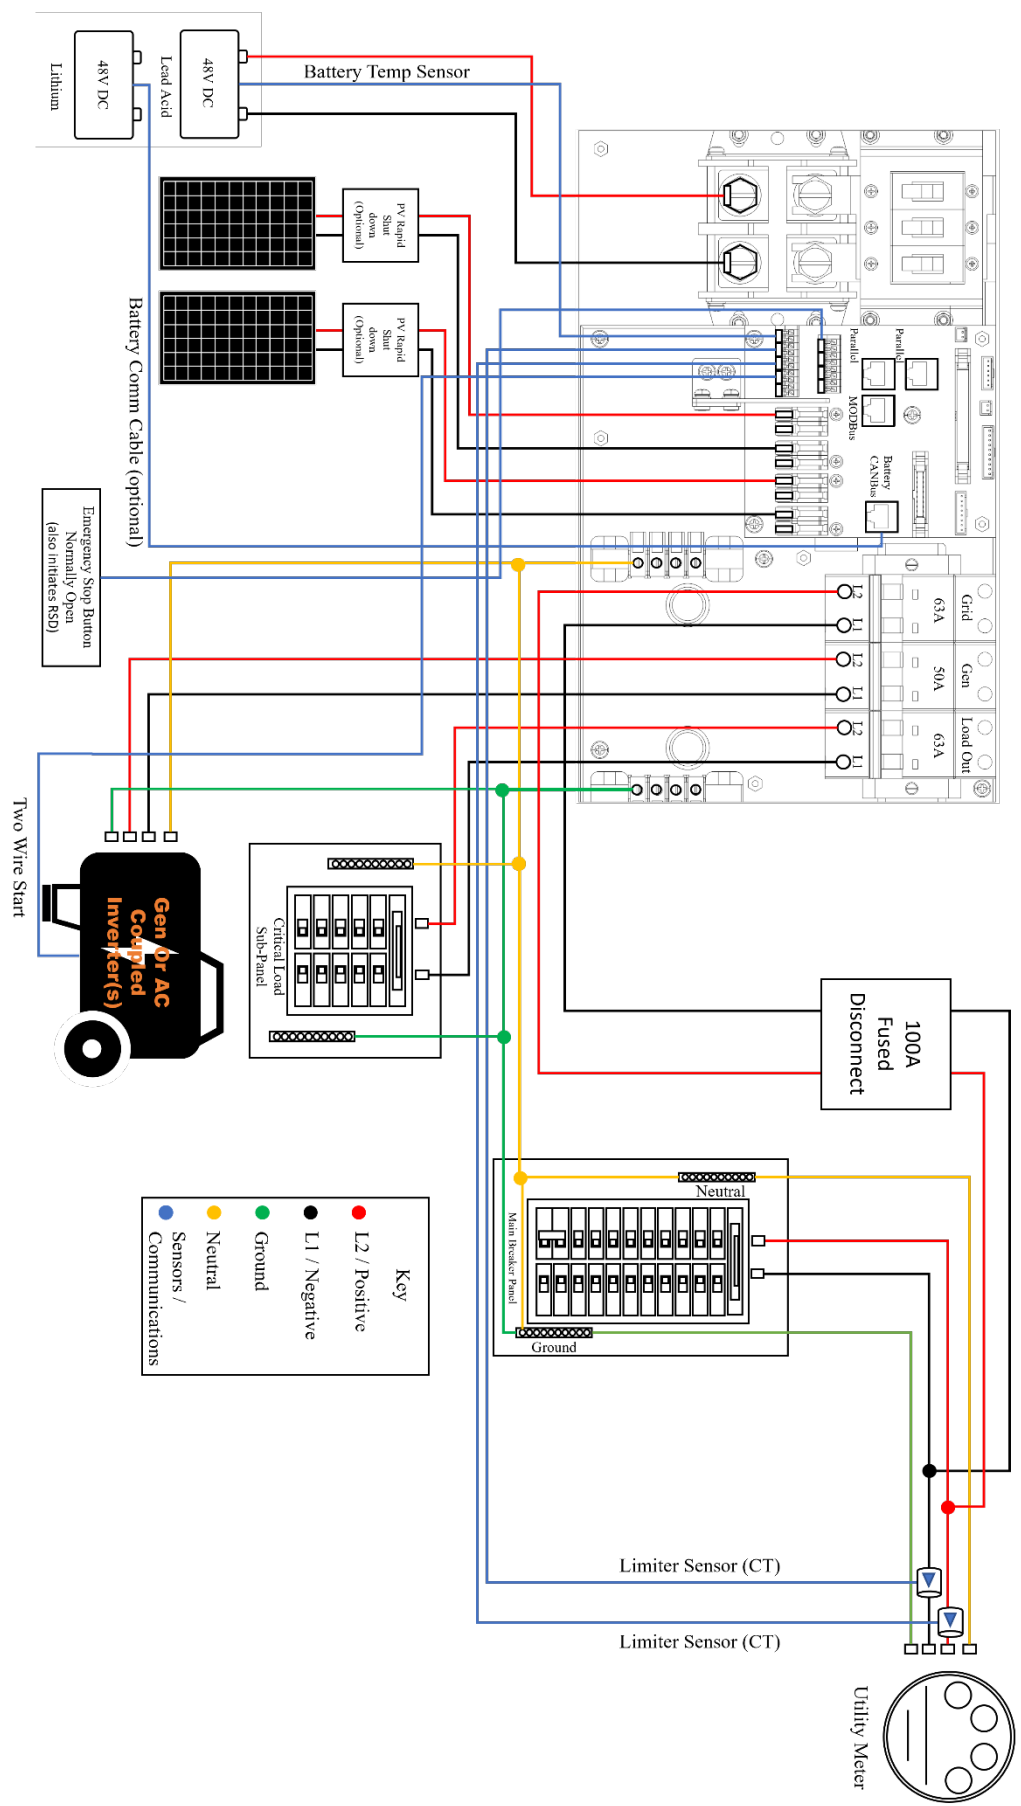 Battery Temp Sensor
48V DC
Lead Acid
48V DC
Lithium
PV Rapid
Shut
down
(Optional)
PV Rapid
Shut
down
(Optional)
Battery Comm Cable (optional)
Parallel
Parallel
MODBus
Battery
CANBus
Emergency Stop Button
Normally Open
(also initiates RSD)
Grid
63A
L2
L1
Gen
50A
L2
L1
Load Out
63A
L2
L1
Two Wire Start
Gen Or AC
Coupled
Inverter(s)
Critical Load
Sub-Panel
100A
Fused
Disconnect
Neutral
Main Breaker Panel
Ground
Key
L2 / Positive
L1 / Negative
Ground
Neutral
Sensors /
Communications
Limiter Sensor (CT)
Limiter Sensor (CT)
Utility Meter